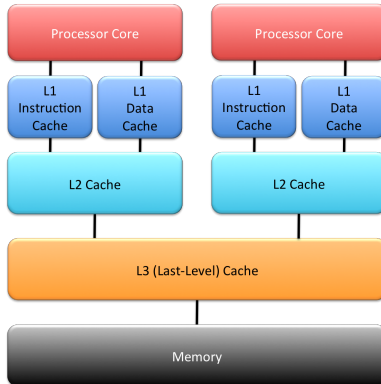 Processor Core
Processor Core
L1
Instruction
Cache
L1
Data
Cache
L1
Instruction
Cache
L1
Data
Cache
L2 Cache
L2 Cache
L3 (Last-Level) Cache
Memory